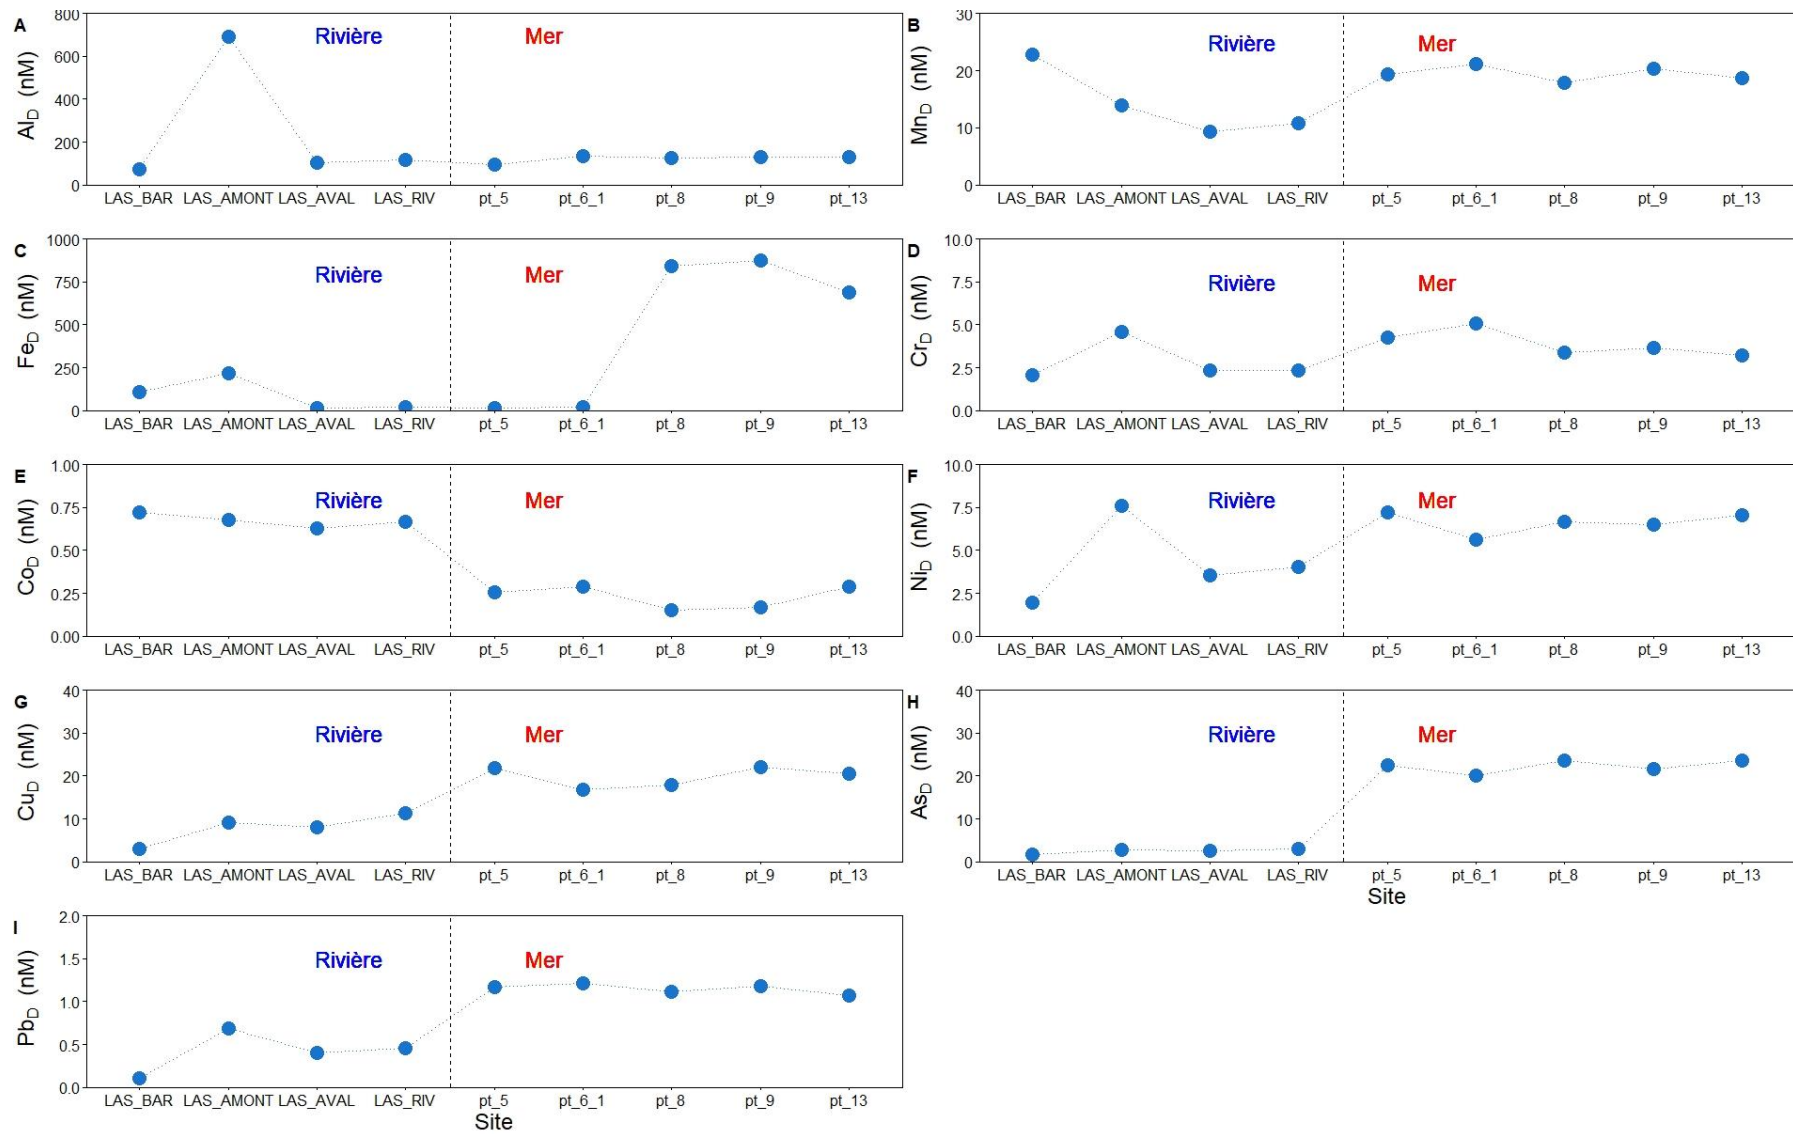 A
Al_D (nM)
800
600
400
200
0
Rivière
Mer
LAS_BAR LAS_AMONT LAS_AVAL LAS_RIV pt_5 pt_6_1 pt_8 pt_9 pt_13
B
Mn_D (nM)
30
20
10
0
Rivière
Mer
LAS_BAR LAS_AMONT LAS_AVAL LAS_RIV pt_5 pt_6_1 pt_8 pt_9 pt_13
C
Fe_D (nM)
1000
750
500
250
0
Rivière
Mer
LAS_BAR LAS_AMONT LAS_AVAL LAS_RIV pt_5 pt_6_1 pt_8 pt_9 pt_13
D
Cr_D (nM)
10.0
7.5
5.0
2.5
0.0
Rivière
Mer
LAS_BAR LAS_AMONT LAS_AVAL LAS_RIV pt_5 pt_6_1 pt_8 pt_9 pt_13
E
Co_D (nM)
1.00
0.75
0.50
0.25
0.00
Rivière
Mer
LAS_BAR LAS_AMONT LAS_AVAL LAS_RIV pt_5 pt_6_1 pt_8 pt_9 pt_13
F
Ni_D (nM)
10.0
7.5
5.0
2.5
0.0
Rivière
Mer
LAS_BAR LAS_AMONT LAS_AVAL LAS_RIV pt_5 pt_6_1 pt_8 pt_9 pt_13
G
Cu_D (nM)
40
30
20
10
0
Rivière
Mer
LAS_BAR LAS_AMONT LAS_AVAL LAS_RIV pt_5 pt_6_1 pt_8 pt_9 pt_13
H
As_D (nM)
40
30
20
10
0
Rivière
Mer
LAS_BAR LAS_AMONT LAS_AVAL LAS_RIV pt_5 pt_6_1 pt_8 pt_9 pt_13
Site
I
Pb_D (nM)
2.0
1.5
1.0
0.5
0.0
Rivière
Mer
LAS_BAR LAS_AMONT LAS_AVAL LAS_RIV pt_5 pt_6_1 pt_8 pt_9 pt_13
Site